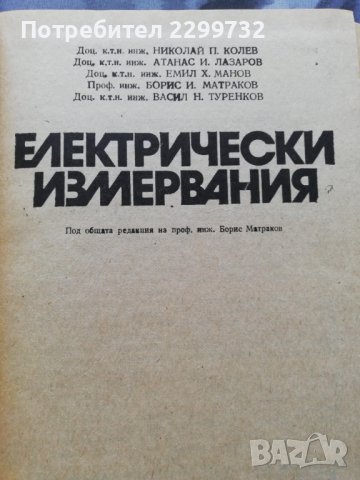 Потребител 2299732
Доц. к.т.н. инж. НИКОЛАЙ П. КОЛЕВ
Доц. к.т.н. инж. АТАНАС И. ЛАЗАРОВ
Доц. к.т.н. инж. ЕМИЛ Х. МАНОВ
Проф. инж. БОРИС И. МАТРАКОВ
Доц. к.т.н. инж. ВАСИЛ Н. ТУРЕНКОВ
ЕЛЕКТРИЧЕСКИ
ИЗМЕРВАНИЯ
Под общата редакция на проф. инж. Борис Матраков
BAZAR